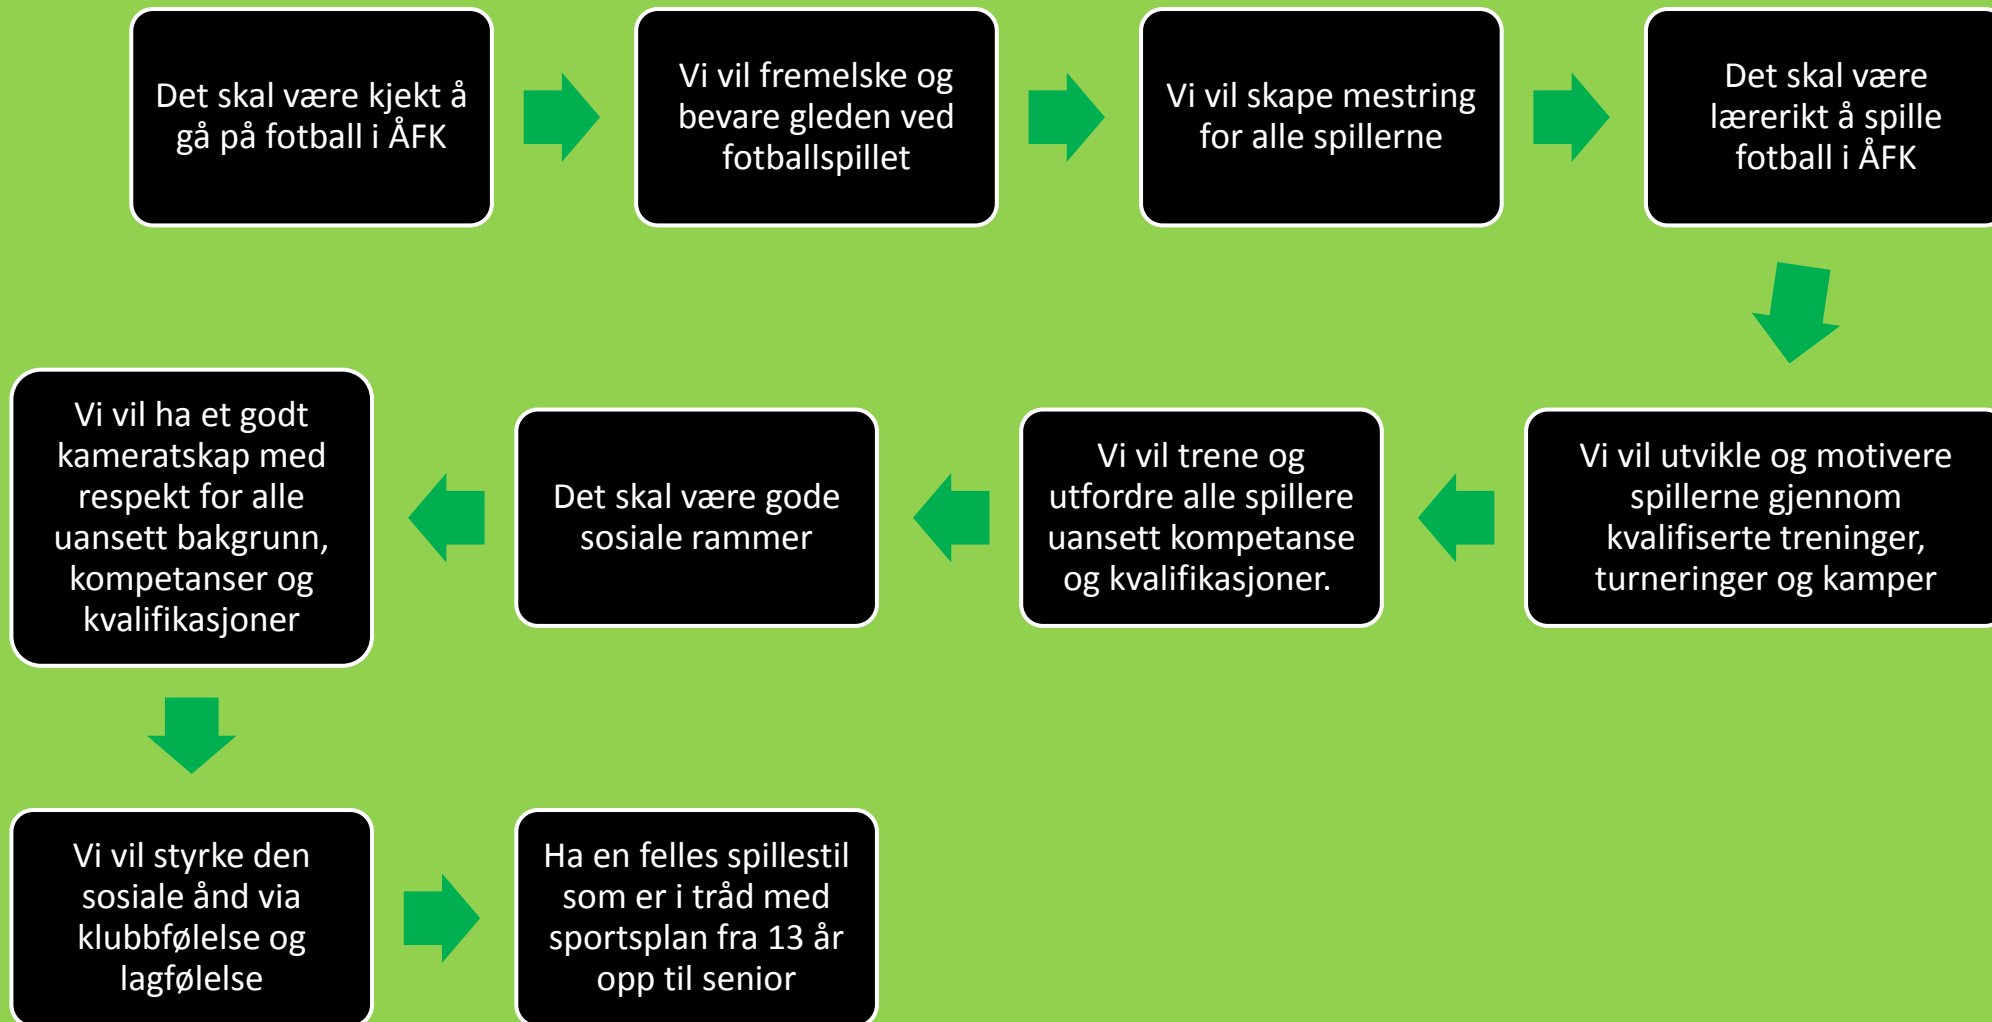 Det skal være kjekt å
gå på fotball i ÅFK
Vi vil fremelske og
bevare gleden ved
fotballspillet
Vi vil skape mestring
for alle spillerne
Det skal være
lærerikt å spille
fotball i ÅFK
Vi vil utvikle og motivere
spillerne gjennom
kvalifiserte treninger,
turneringer og kamper
Vi vil trene og
utfordre alle spillere
uansett kompetanse
og kvalifikasjoner.
Det skal være gode
sosiale rammer
Vi vil ha et godt
kameratskap med
respekt for alle
uansett bakgrunn,
kompetanser og
kvalifikasjoner
Vi vil styrke den
sosiale ånd via
klubbfølelse og
lagfølelse
Ha en felles spillestil
som er i tråd med
sportsplan fra 13 år
opp til senior